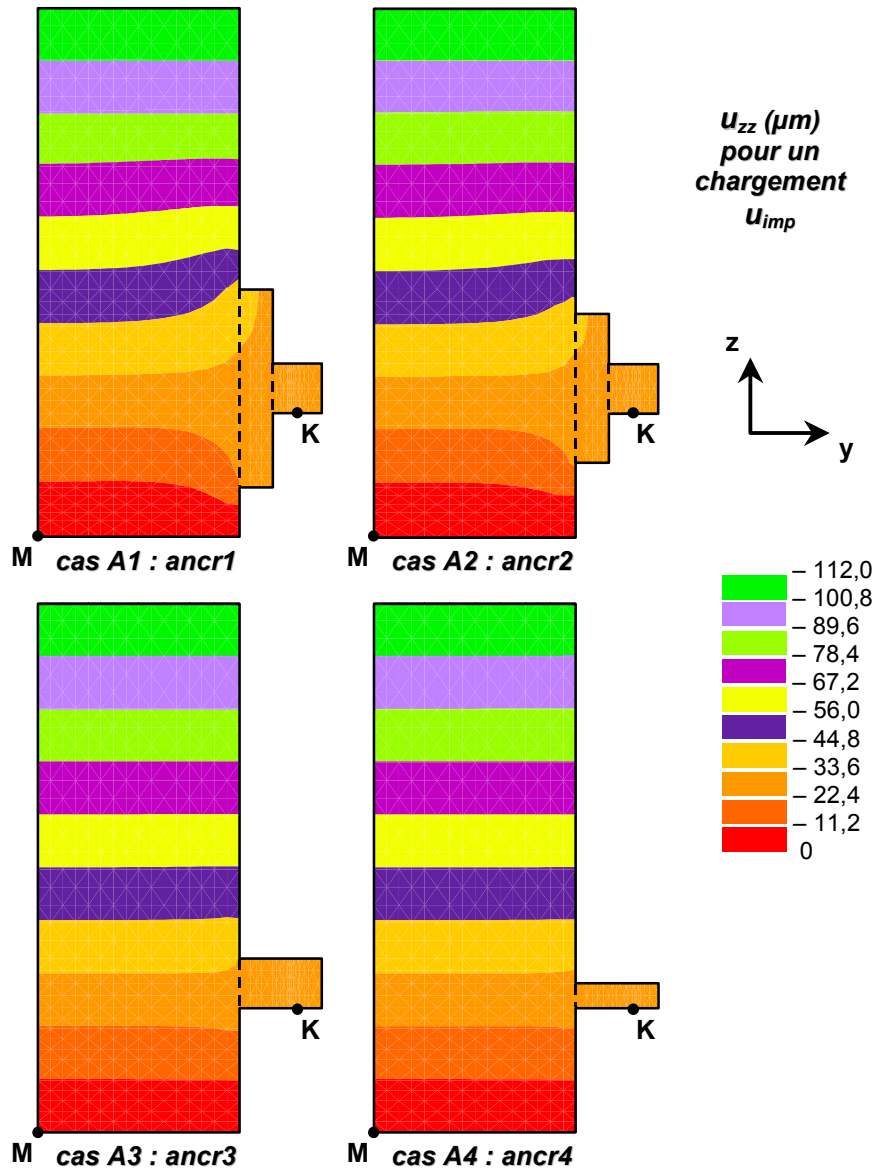 u_zz (µm)
pour un
chargement
u_imp
z
y
K
K
M cas A1 : ancr1
M cas A2 : ancr2
– 112,0
– 100,8
– 89,6
– 78,4
– 67,2
– 56,0
– 44,8
– 33,6
– 22,4
– 11,2
0
K
K
M cas A3 : ancr3
M cas A4 : ancr4